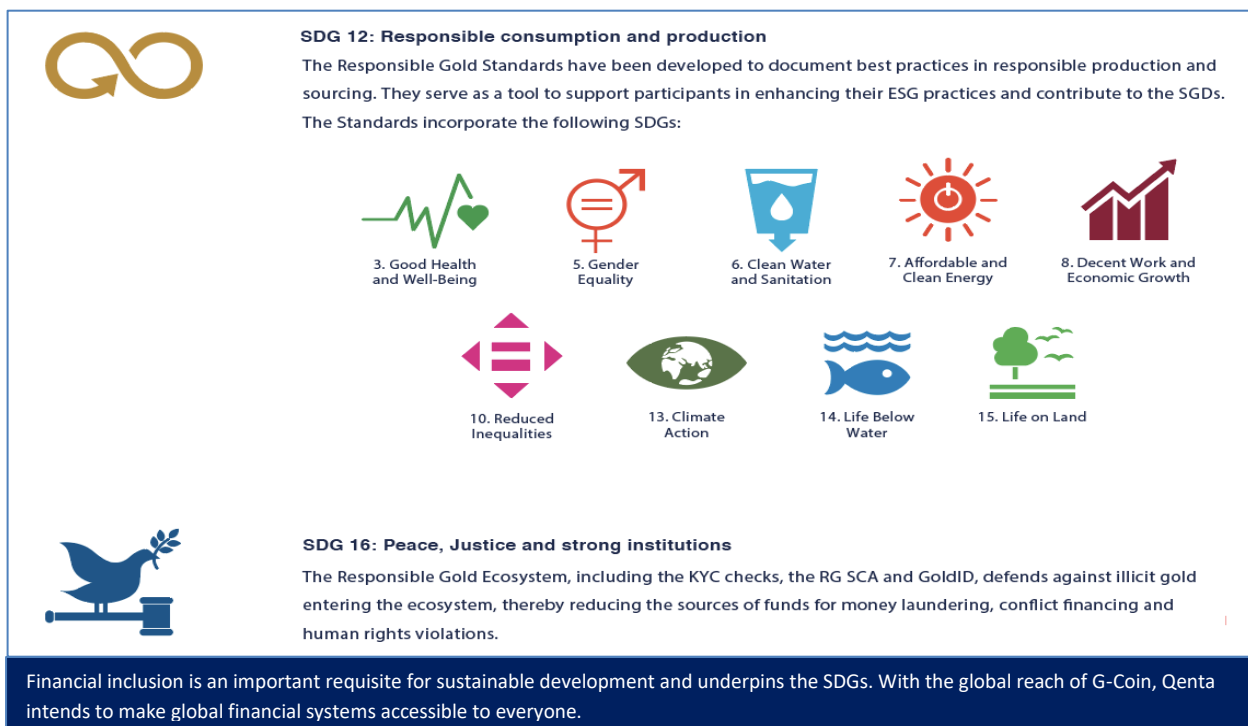 SDG 12: Responsible consumption and production
The Responsible Gold Standards have been developed to document best practices in responsible production and
sourcing. They serve as a tool to support participants in enhancing their ESG practices and contribute to the SGDs.
The Standards incorporate the following SDGs:
3. Good Health
and Well-Being
5. Gender
Equality
6. Clean Water
and Sanitation
7. Affordable and
Clean Energy
8. Decent Work and
Economic Growth
10. Reduced
Inequalities
13. Climate
Action
14. Life Below
Water
15. Life on Land
SDG 16: Peace, Justice and strong institutions
The Responsible Gold Ecosystem, including the KYC checks, the RG SCA and GoldID, defends against illicit gold
entering the ecosystem, thereby reducing the sources of funds for money laundering, conflict financing and
human rights violations.
Financial inclusion is an important requisite for sustainable development and underpins the SDGs. With the global reach of G-Coin, Qenta
intends to make global financial systems accessible to everyone.